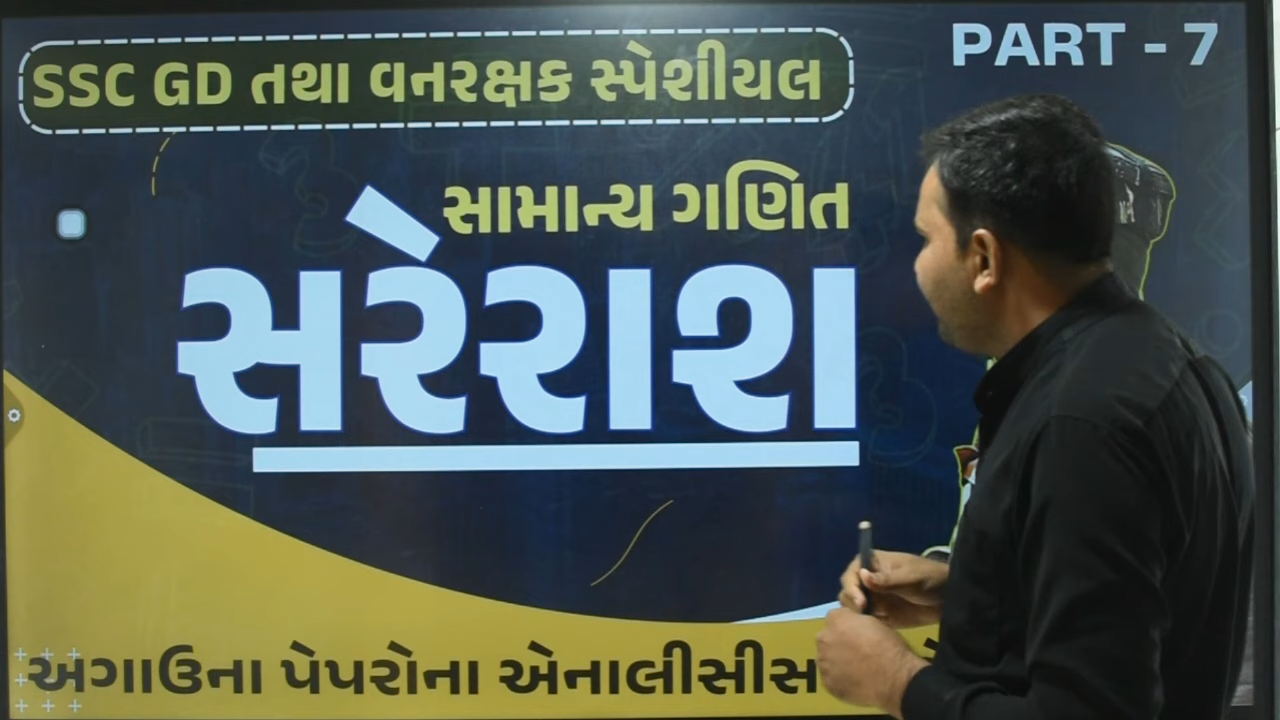 PART - 7
SSC GD તથા વનરક્ષક સ્પેશીયલ
સામાન્ય ગણિત
સરેરાશ
અગાઉના પેપરોના એનાલીસીસ